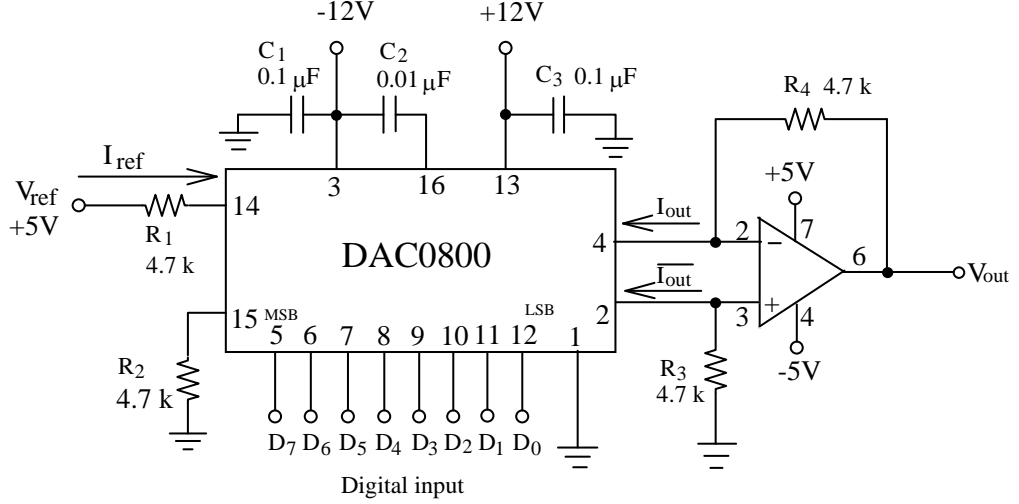 -12V
+12V
C1
0.1 μF
C2
0.01 μF
C3 0.1 μF
R4 4.7 k
Iref
Vref
+5V
R1
4.7 k
14
3
16
13
DAC0800
4
2
Iout
Iout
2
3
−
+
+5V
7
6
4
-5V
Vout
15
MSB
LSB
5
6
7
8
9
10
11
12
1
R2
4.7 k
R3
4.7 k
D7
D6
D5
D4
D3
D2
D1
D0
Digital input